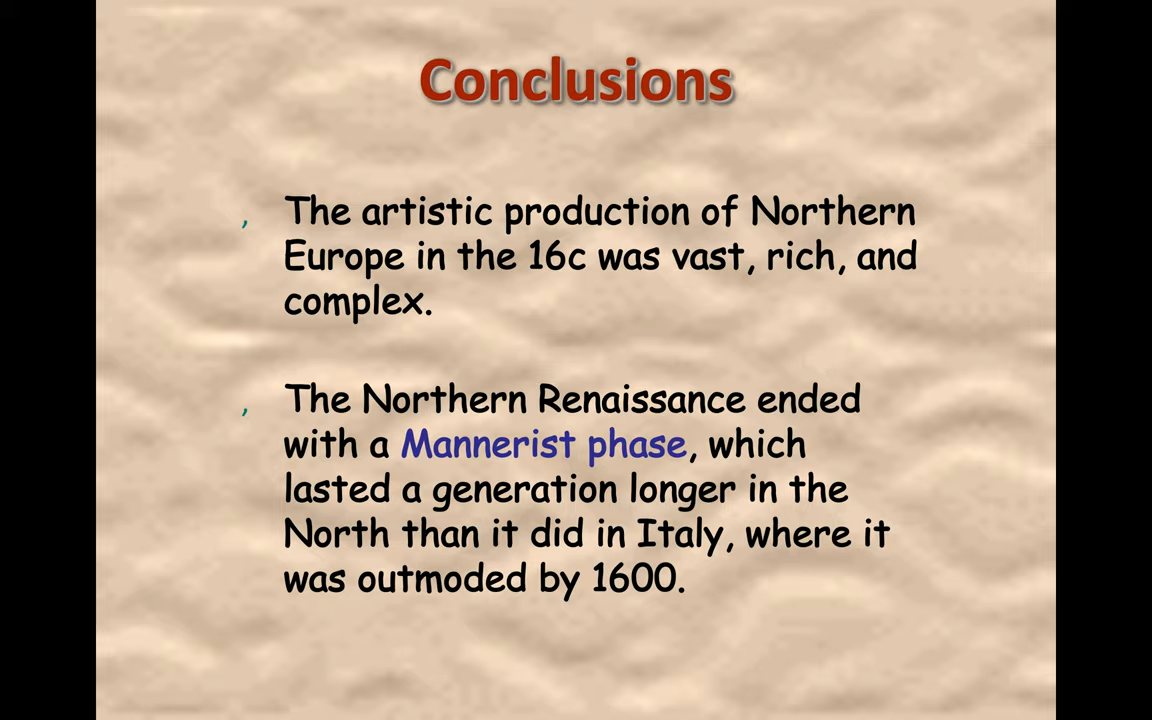 Conclusions
, The artistic production of Northern
Europe in the 16c was vast, rich, and
complex.
, The Northern Renaissance ended
with a Mannerist phase, which
lasted a generation longer in the
North than it did in Italy, where it
was outmoded by 1600.